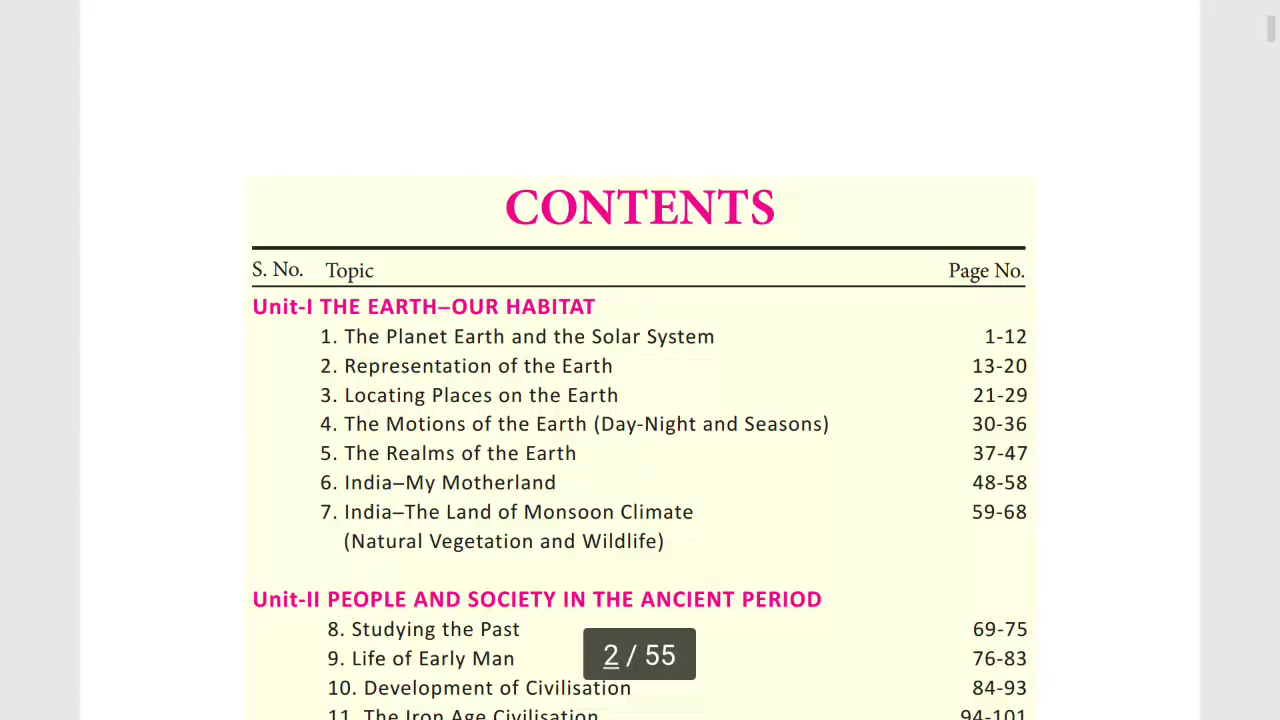 CONTENTS
S. No. Topic Page No.
Unit-I THE EARTH–OUR HABITAT
1. The Planet Earth and the Solar System 1-12
2. Representation of the Earth 13-20
3. Locating Places on the Earth 21-29
4. The Motions of the Earth (Day-Night and Seasons) 30-36
5. The Realms of the Earth 37-47
6. India–My Motherland 48-58
7. India–The Land of Monsoon Climate 59-68
(Natural Vegetation and Wildlife)
Unit-II PEOPLE AND SOCIETY IN THE ANCIENT PERIOD
8. Studying the Past 69-75
9. Life of Early Man 76-83
2 / 55
10. Development of Civilisation 84-93
11. The Iron Age Civilisation 94-101